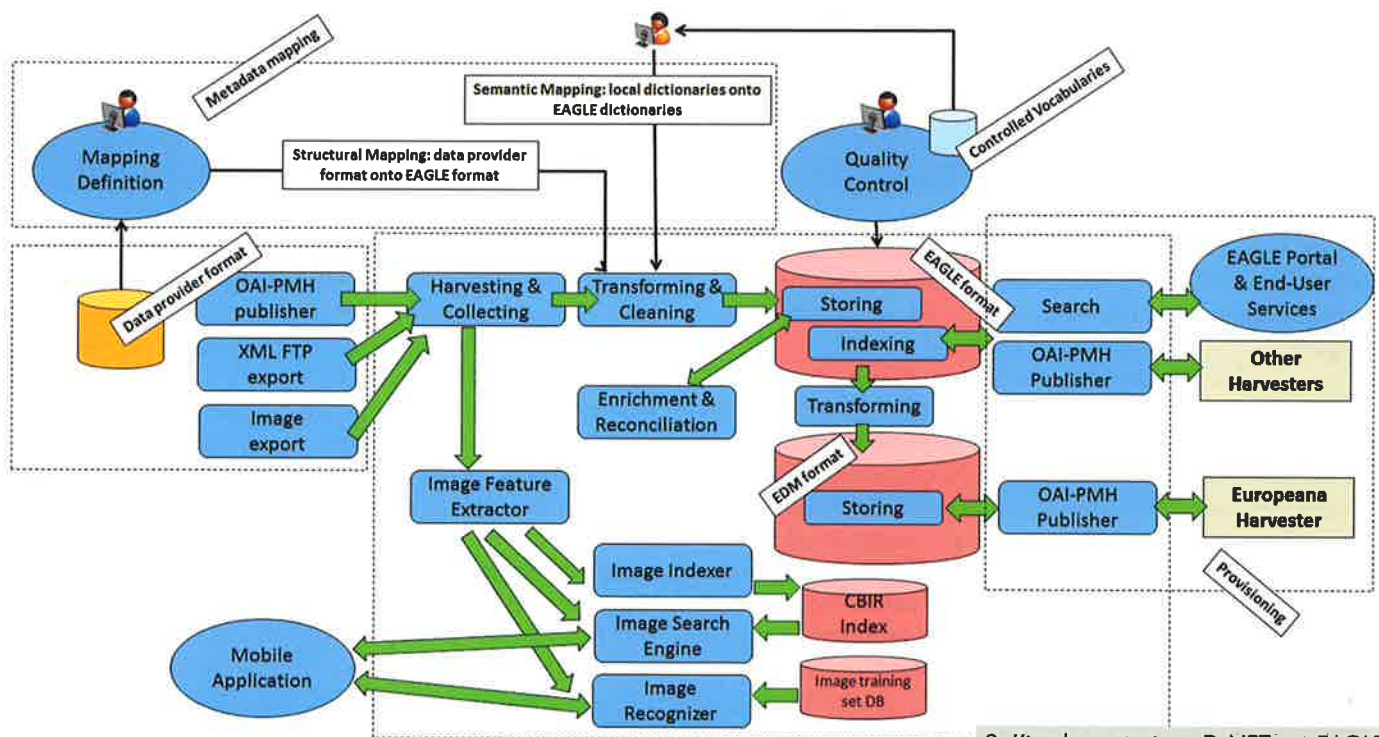 Metadata mapping
Mapping
Definition
Semantic Mapping: local dictionaries onto
EAGLE dictionaries
Structural Mapping: data provider
format onto EAGLE format
Quality
Control
Controlled Vocabularies
Data provider format
OAI-PMH
publisher
XML FTP
export
Image
export
Harvesting &
Collecting
Transforming &
Cleaning
Storing
Indexing
EAGLE format
Search
EAGLE Portal
& End-User
Services
OAI-PMH
Publisher
Other
Harvesters
Enrichment &
Reconciliation
Transforming
EDM format
Storing
OAI-PMH
Publisher
Europeana
Harvester
Provisioning
Image Feature
Extractor
Image Indexer
CBIR
Index
Image Search
Engine
Mobile
Application
Image
Recognizer
Image training
set DB